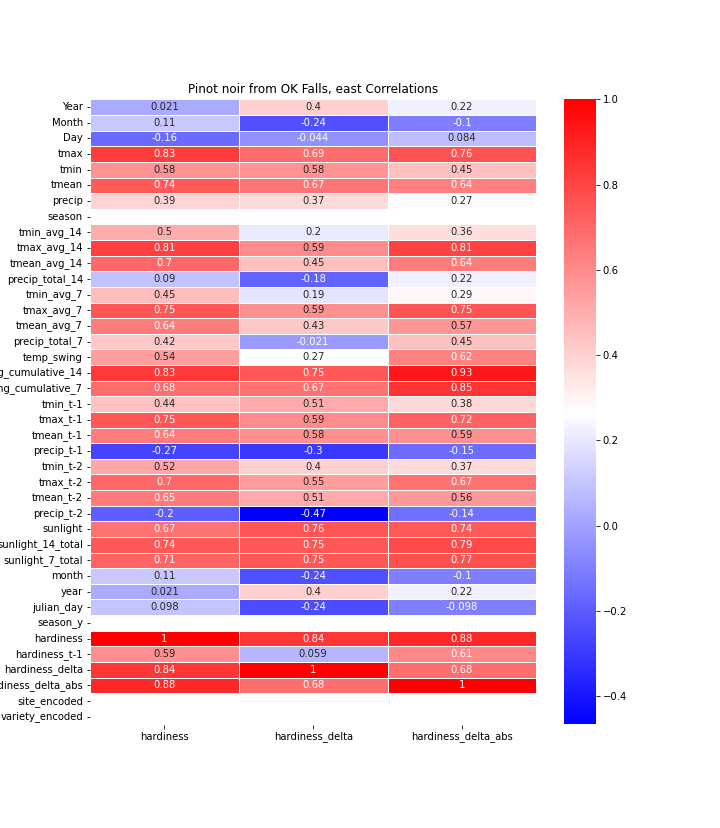 Pinot noir from OK Falls, east Correlations
Year 0.021 0.4 0.22
Month 0.11 -0.24 -0.1
Day -0.16 -0.044 0.084
tmax 0.83 0.69 0.76
tmin 0.58 0.58 0.45
tmean 0.74 0.67 0.64
precip 0.39 0.37 0.27
season
tmin_avg_14 0.5 0.2 0.36
tmax_avg_14 0.81 0.59 0.81
tmean_avg_14 0.7 0.45 0.64
precip_total_14 0.09 -0.18 0.22
tmin_avg_7 0.45 0.19 0.29
tmax_avg_7 0.75 0.59 0.75
tmean_avg_7 0.64 0.43 0.57
precip_total_7 0.42 -0.021 0.45
temp_swing 0.54 0.27 0.62
g_cumulative_14 0.83 0.75 0.93
ng_cumulative_7 0.68 0.67 0.85
tmin_t-1 0.44 0.51 0.38
tmax_t-1 0.75 0.59 0.72
tmean_t-1 0.64 0.58 0.59
precip_t-1 -0.27 -0.3 -0.15
tmin_t-2 0.52 0.4 0.37
tmax_t-2 0.7 0.55 0.67
tmean_t-2 0.65 0.51 0.56
precip_t-2 -0.2 -0.47 -0.14
sunlight 0.67 0.76 0.74
sunlight_14_total 0.74 0.75 0.79
sunlight_7_total 0.71 0.75 0.77
month 0.11 -0.24 -0.1
year 0.021 0.4 0.22
julian_day 0.098 -0.24 -0.098
season_y
hardiness 1 0.84 0.88
hardiness_t-1 0.59 0.059 0.61
hardiness_delta 0.84 1 0.68
diness_delta_abs 0.88 0.68 1
site_encoded
variety_encoded
hardiness hardiness_delta hardiness_delta_abs
1.0
0.8
0.6
0.4
0.2
0.0
−0.2
−0.4